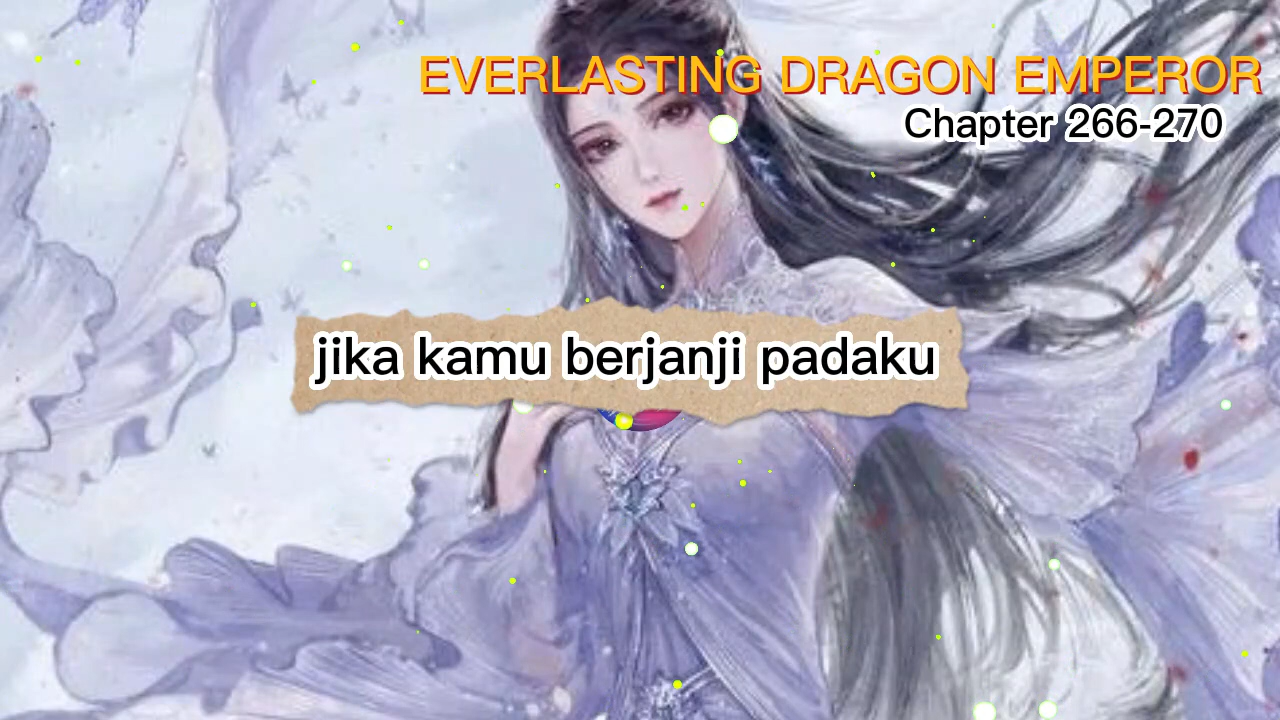 EVERLASTING DRAGON EMPEROR
Chapter 266-270
jika kamu berjanji padaku